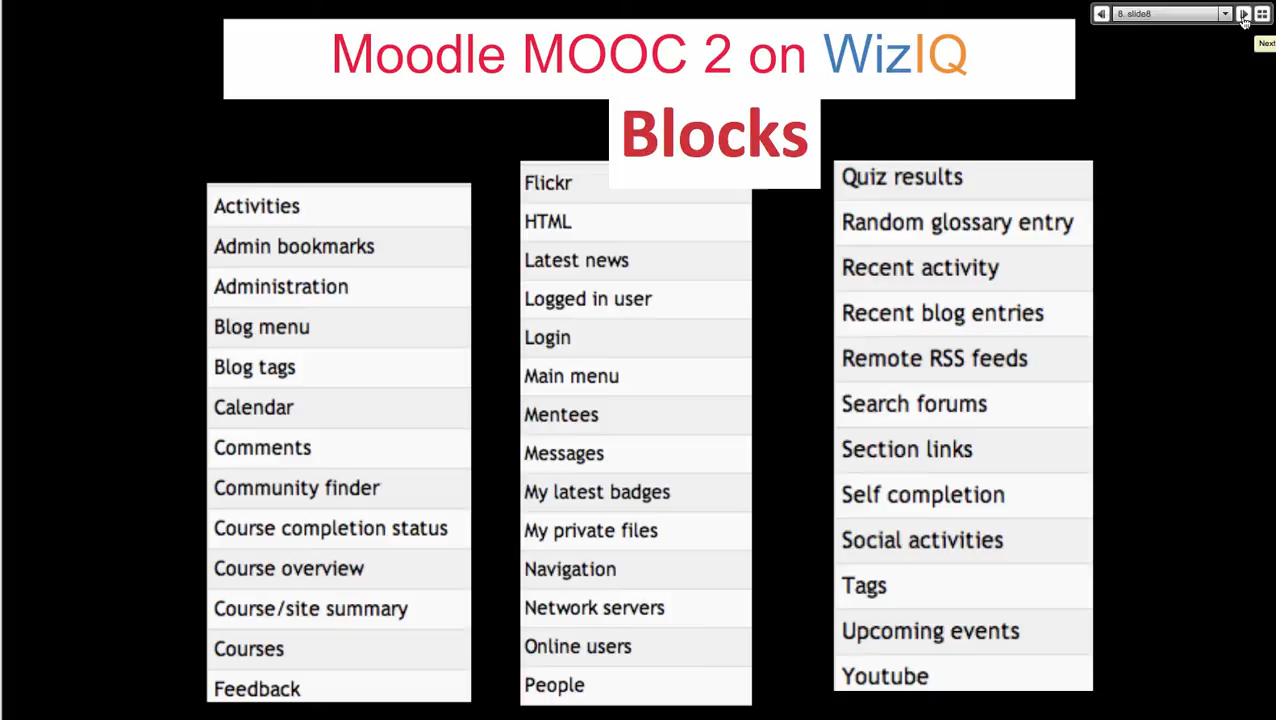 8. slide8
Next
Moodle MOOC 2 on WizIQ
Blocks
Activities
Admin bookmarks
Administration
Blog menu
Blog tags
Calendar
Comments
Community finder
Course completion status
Course overview
Course/site summary
Courses
Feedback
Flickr
HTML
Latest news
Logged in user
Login
Main menu
Mentees
Messages
My latest badges
My private files
Navigation
Network servers
Online users
People
Quiz results
Random glossary entry
Recent activity
Recent blog entries
Remote RSS feeds
Search forums
Section links
Self completion
Social activities
Tags
Upcoming events
Youtube